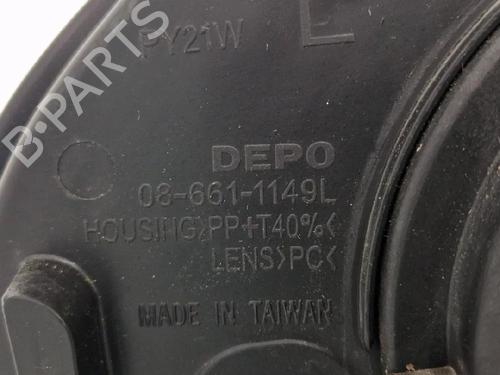 PY21W
E
DEPO
08-661-1149L
HOUSING>PP+T40%<
LENS>PC<
MADE IN TAIWAN
B-PARTS